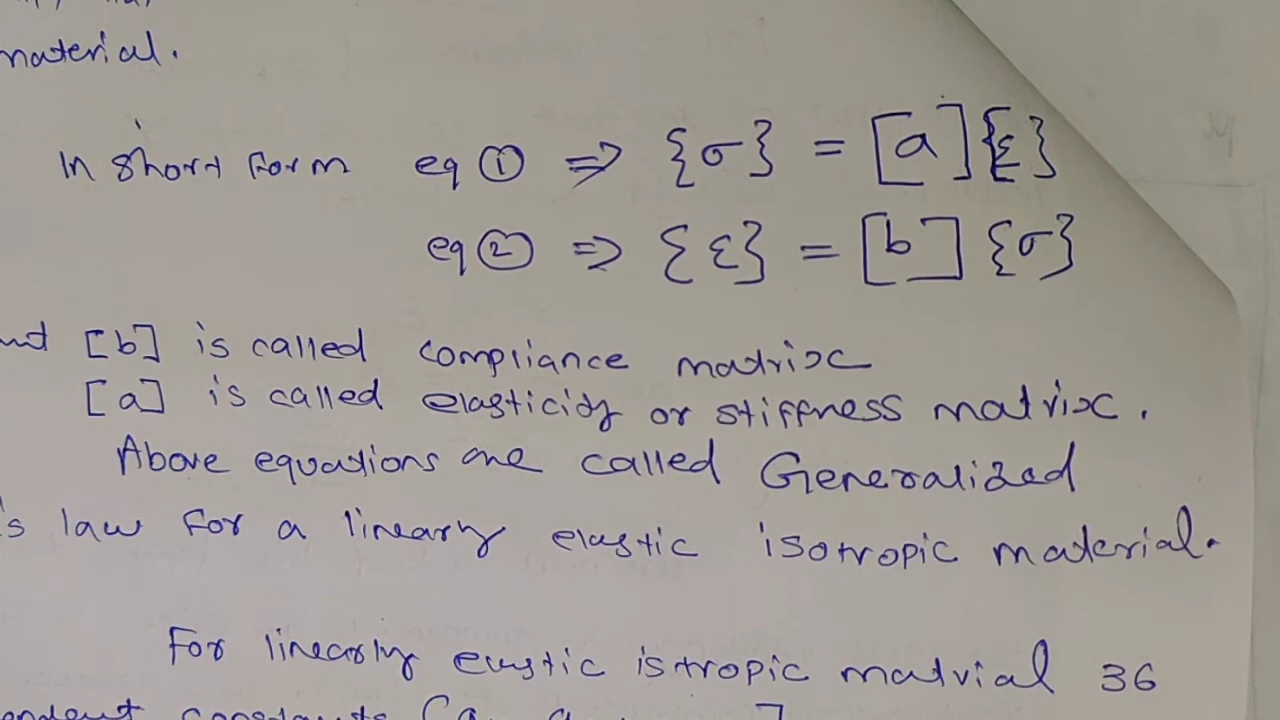 material.
In short form eq ① ⇒ {σ} = [a]{ε}
eq ② ⇒ {ε} = [b] {σ}
[b] is called compliance matrix
[a] is called elasticity or stiffness matrix.
Above equations are called Generalized
's law for a linearly elastic isotropic material.
For linearly elastic isotropic matrial 36
constants